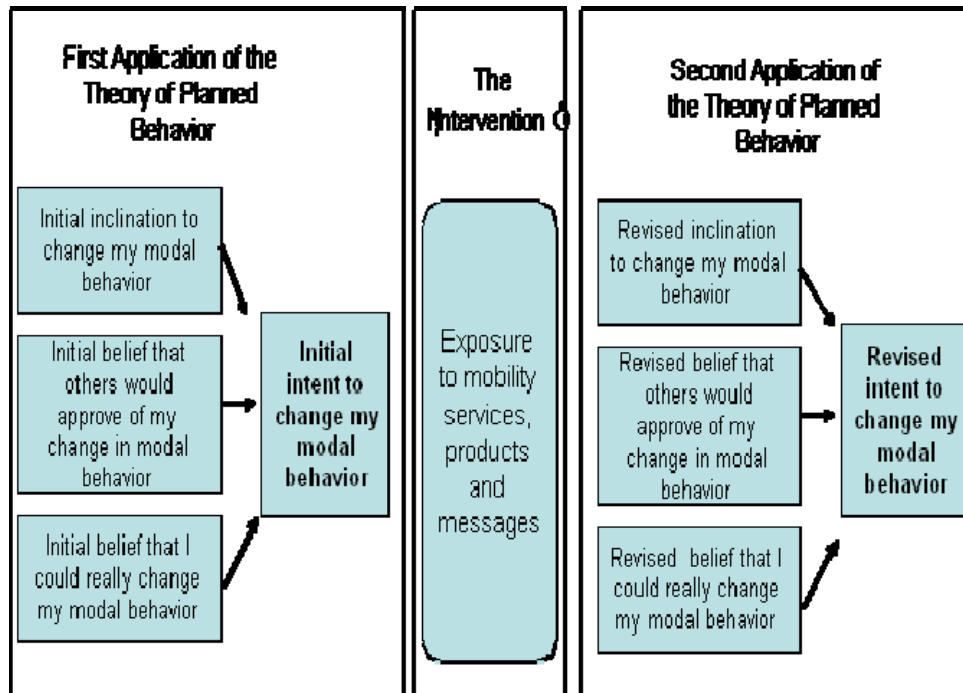 First Application of the
Theory of Planned
Behavior
Initial inclination to
change my modal
behavior
Initial belief that
others would
approve of my
change in modal
behavior
Initial belief that I
could really change
my modal behavior
Initial
intent to
change my
modal
behavior
The
Intervention
Exposure
to mobility
services,
products
and
messages
Second Application of
the Theory of Planned
Behavior
Revised inclination
to change my modal
behavior
Revised belief that
others would
approve of my
change in modal
behavior
Revised belief that I
could really change
my modal behavior
Revised
intent to
change my
modal
behavior